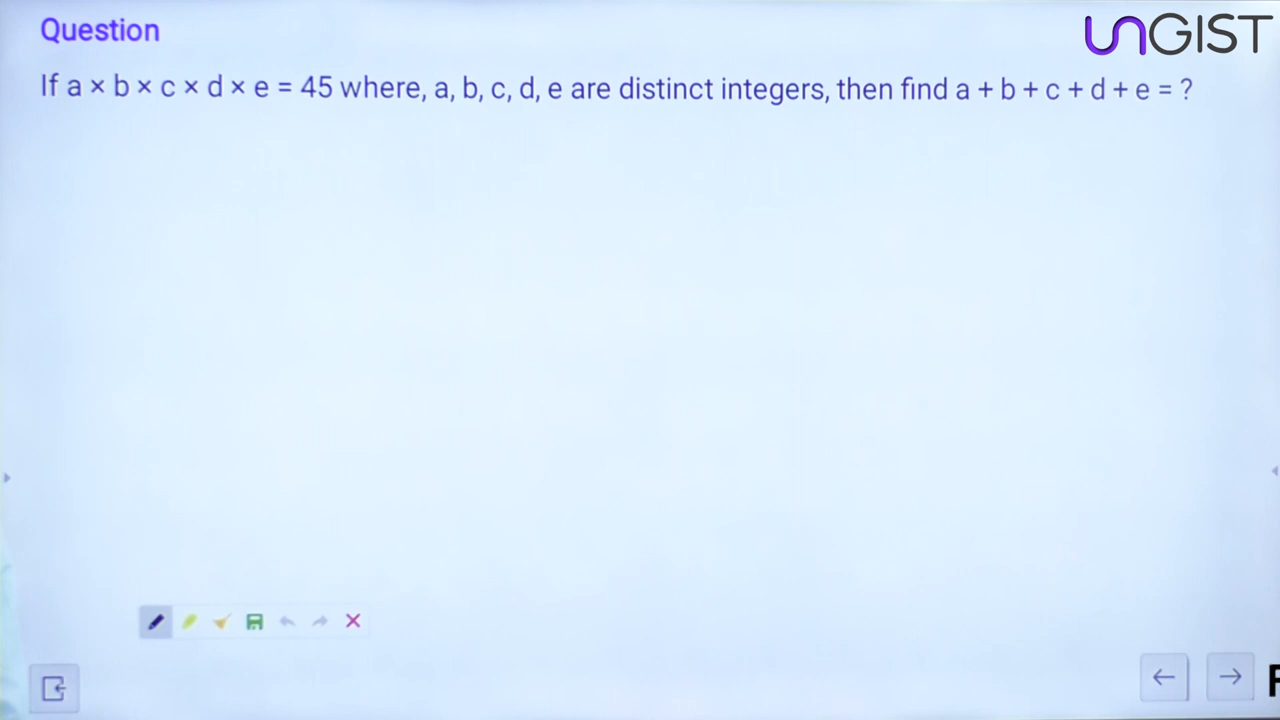 Question
UNGIST
If a × b × c × d × e = 45 where, a, b, c, d, e are distinct integers, then find a + b + c + d + e = ?